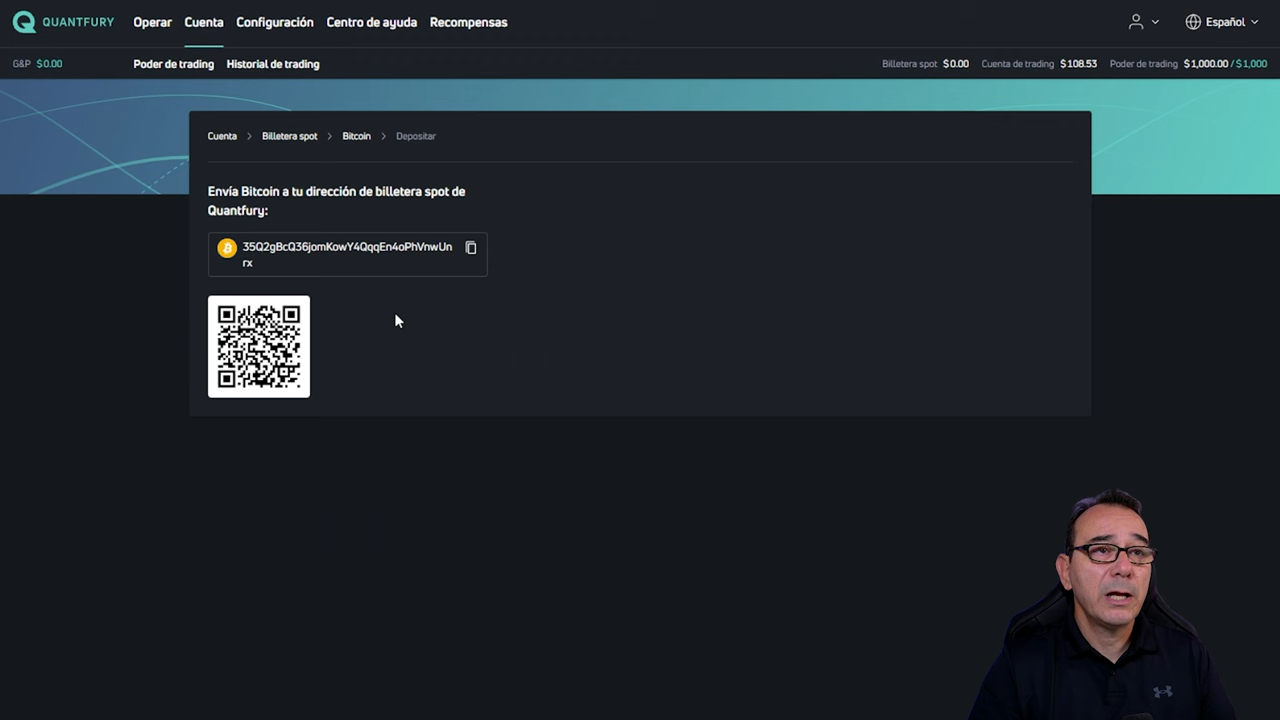 QUANTFURY Operar Cuenta Configuración Centro de ayuda Recompensas Español
G&P $0.00 Poder de trading Historial de trading Billetera spot $0.00 Cuenta de trading $108.53 Poder de trading $1,000.00 / $1,000
Cuenta > Billetera spot > Bitcoin > Depositar
Envía Bitcoin a tu dirección de billetera spot de
Quantfury:
35Q2gBcQ36jomKowY4QqqEn4oPhVnwUn
rx